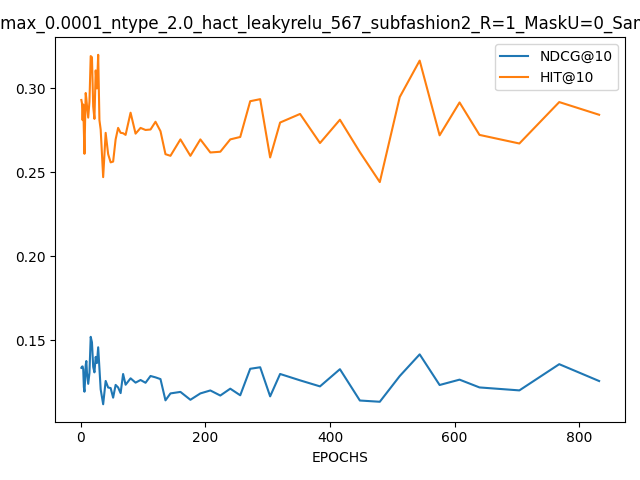 max_0.0001_ntype_2.0_hact_leakyrelu_567_subfashion2_R=1_MaskU=0_Sam
NDCG@10
HIT@10
0.30
0.25
0.20
0.15
0 200 400 600 800
EPOCHS